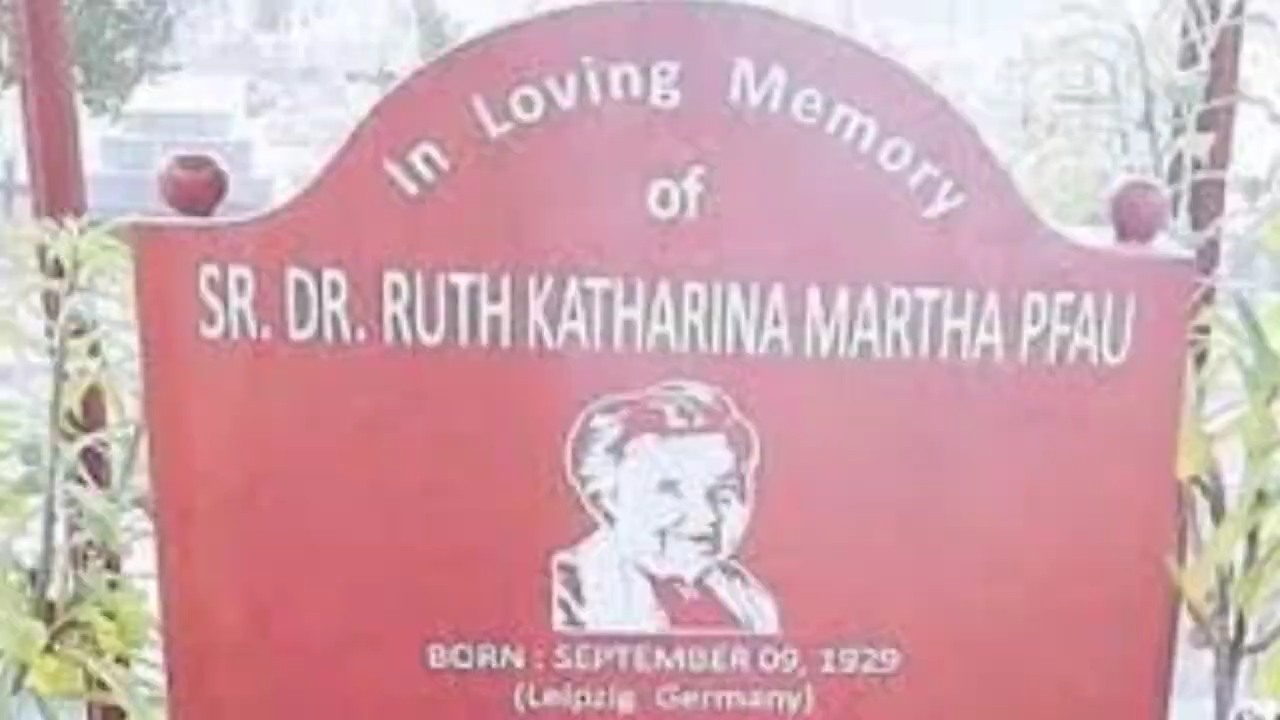 In Loving Memory
of
SR. DR. RUTH KATHARINA MARTHA PFAU
BORN : SEPTEMBER 09, 1929
(Leipzig Germany)